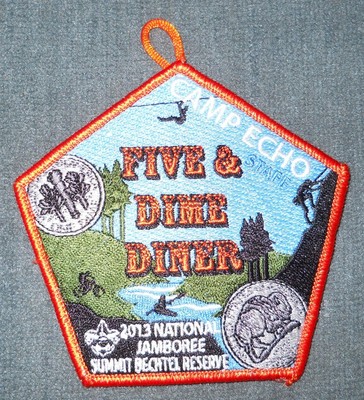 CAMP ECHO
STAFF
FIVE &
DIME
DINER
2013 NATIONAL
JAMBOREE
SUMMIT BECHTEL RESERVE